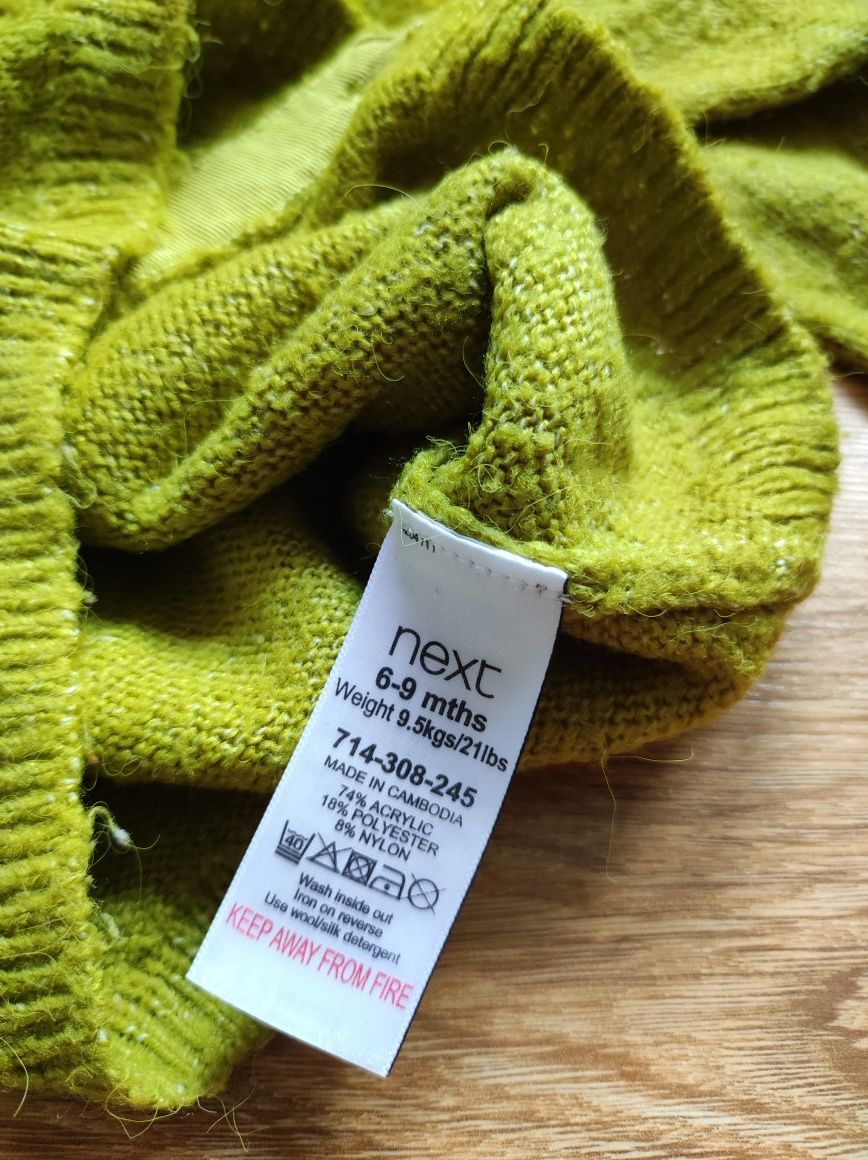 next
6-9 mths
Weight 9.5kgs/21lbs
714-308-245
MADE IN CAMBODIA
74% ACRYLIC
18% POLYESTER
8% NYLON
40
Wash inside out
Iron on reverse
Use wool/silk detergent
KEEP AWAY FROM FIRE